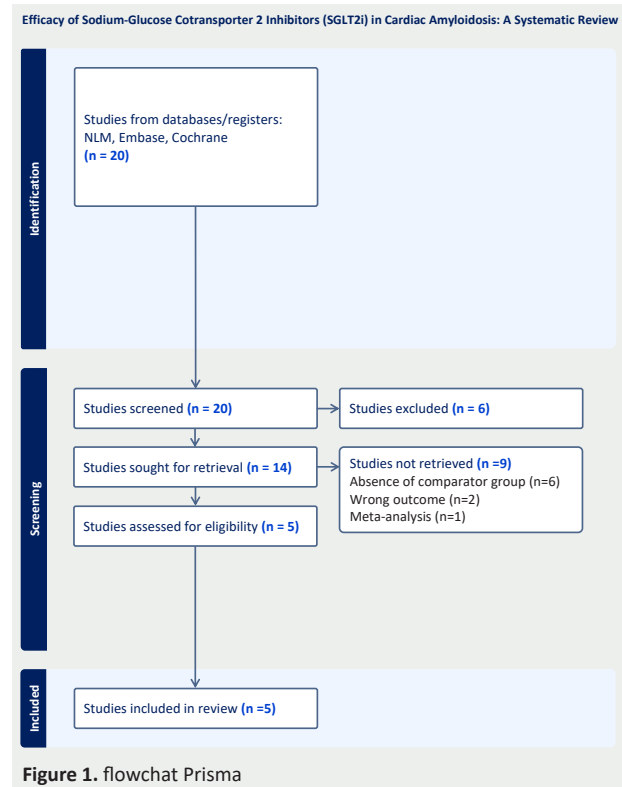 Efficacy of Sodium-Glucose Cotransporter 2 Inhibitors (SGLT2i) in Cardiac Amyloidosis: A Systematic Review
Identification
Studies from databases/registers:
NLM, Embase, Cochrane
(n = 20)
Screening
Studies screened (n = 20)
Studies excluded (n = 6)
Studies sought for retrieval (n = 14)
Studies not retrieved (n =9)
Absence of comparator group (n=6)
Wrong outcome (n=2)
Meta-analysis (n=1)
Studies assessed for eligibility (n = 5)
Included
Studies included in review (n =5)
Figure 1. flowchat Prisma